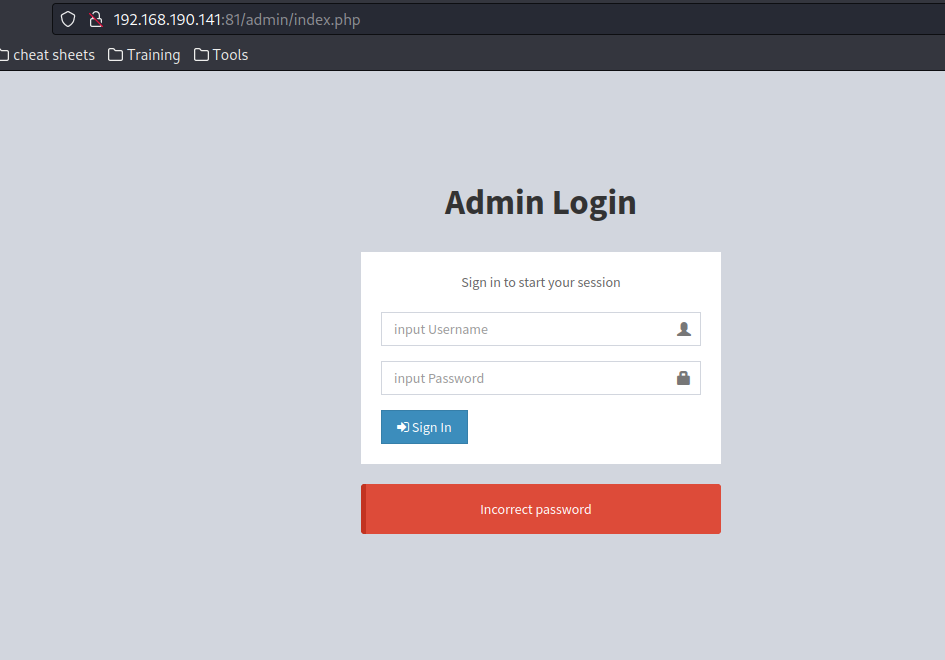 192.168.190.141:81/admin/index.php
cheat sheets Training Tools
Admin Login
Sign in to start your session
input Username
input Password
Sign In
Incorrect password